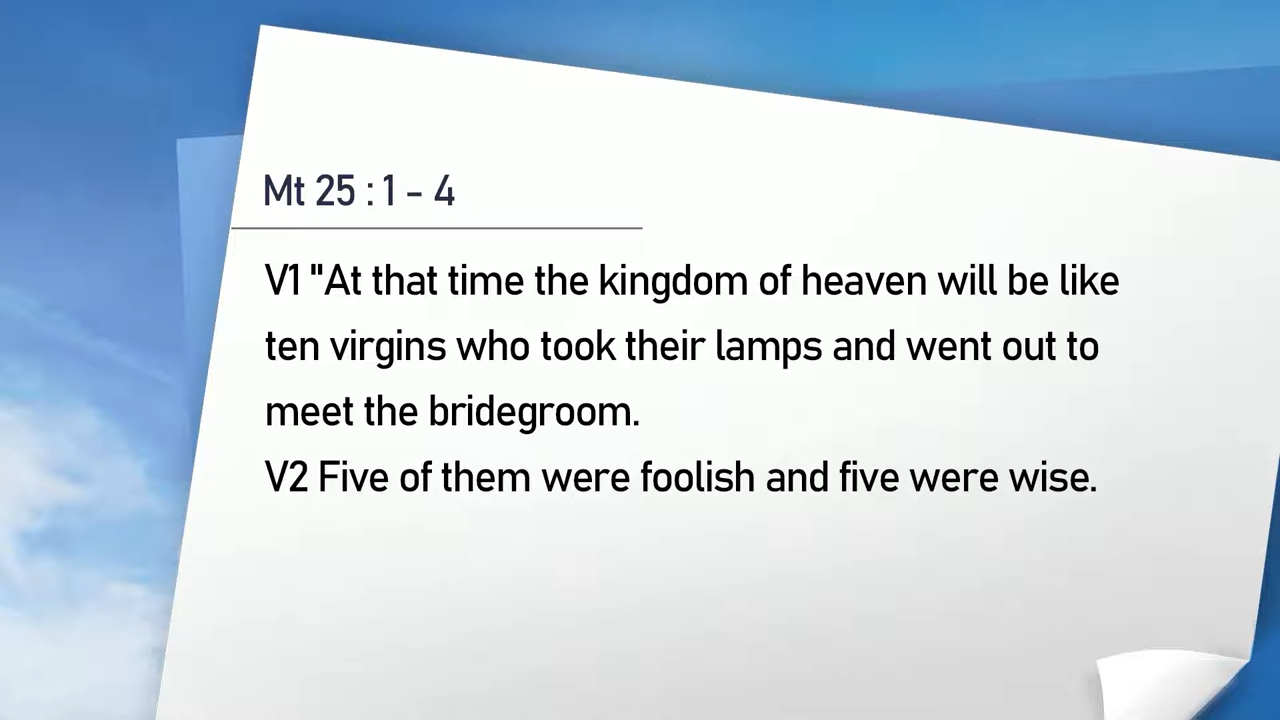 Mt 25 : 1 - 4
V1 "At that time the kingdom of heaven will be like
ten virgins who took their lamps and went out to
meet the bridegroom.
V2 Five of them were foolish and five were wise.